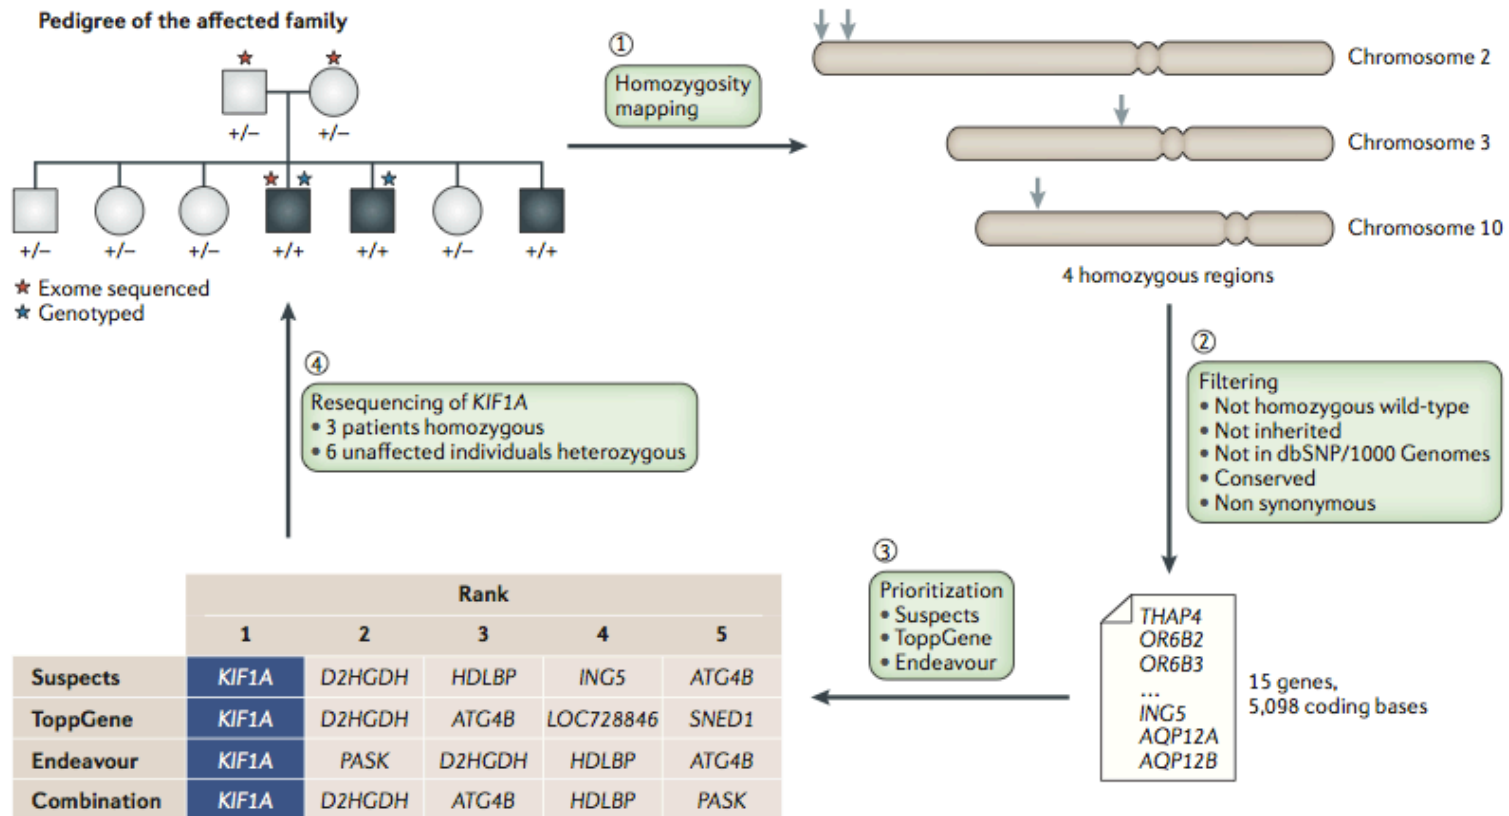 Pedigree of the affected family
+/– +/–
+/– +/– +/– +/+ +/+ +/– +/+
★ Exome sequenced
★ Genotyped
①
Homozygosity
mapping
Chromosome 2
Chromosome 3
Chromosome 10
4 homozygous regions
②
Filtering
• Not homozygous wild-type
• Not inherited
• Not in dbSNP/1000 Genomes
• Conserved
• Non synonymous
THAP4
OR6B2
OR6B3
...
ING5
AQP12A
AQP12B
15 genes,
5,098 coding bases
③
Prioritization
• Suspects
• ToppGene
• Endeavour
Rank
1 2 3 4 5
Suspects KIF1A D2HGDH HDLBP ING5 ATG4B
ToppGene KIF1A D2HGDH ATG4B LOC728846 SNED1
Endeavour KIF1A PASK D2HGDH HDLBP ATG4B
Combination KIF1A D2HGDH ATG4B HDLBP PASK
④
Resequencing of KIF1A
• 3 patients homozygous
• 6 unaffected individuals heterozygous